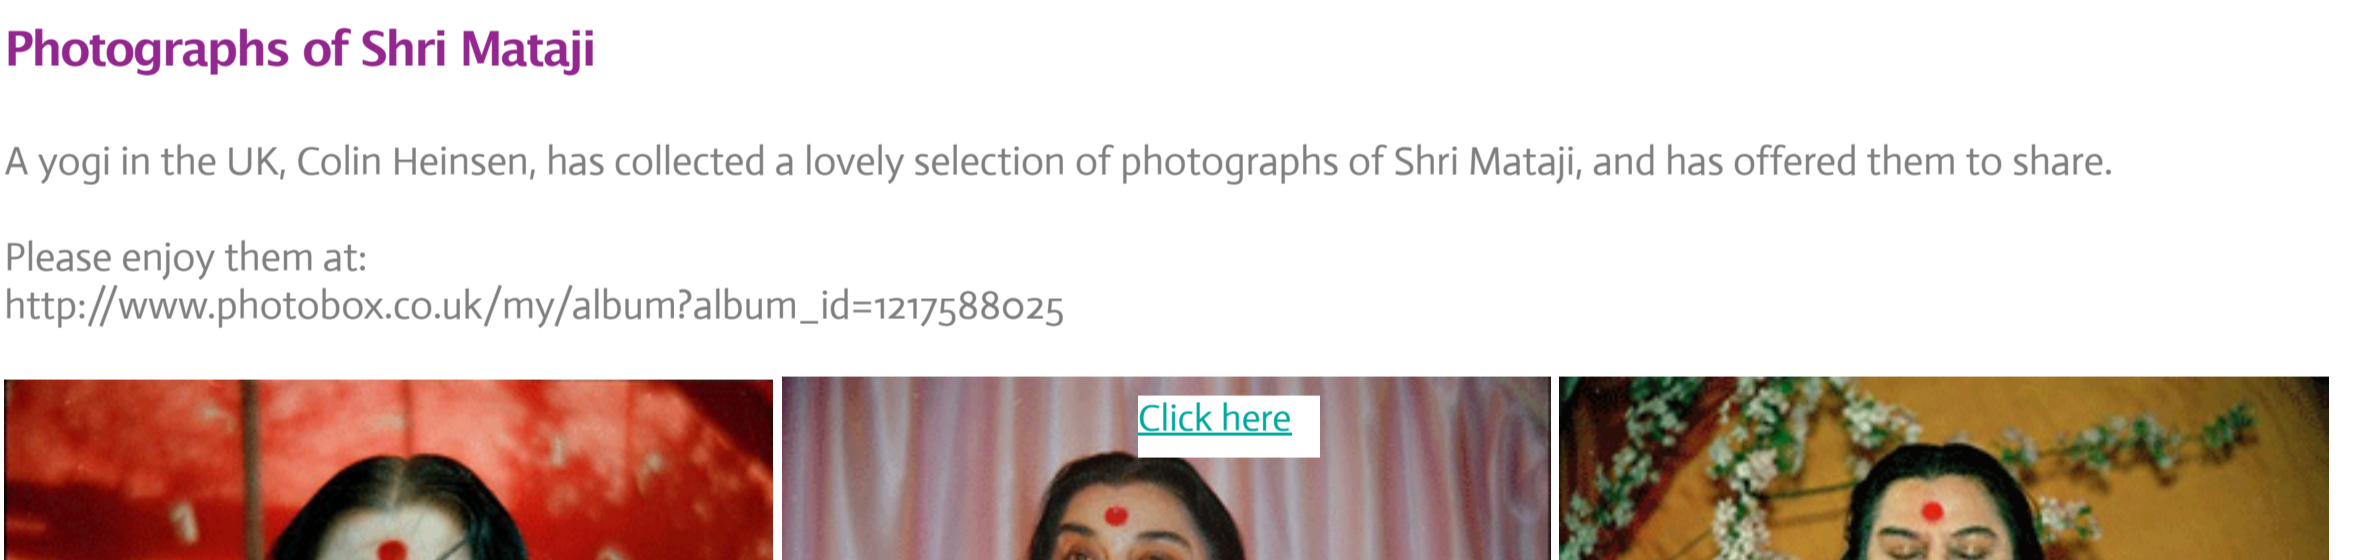 Photographs of Shri Mataji
A yogi in the UK, Colin Heinsen, has collected a lovely selection of photographs of Shri Mataji, and has offered them to share.
Please enjoy them at:
http://www.photobox.co.uk/my/album?album_id=1217588025
Click here